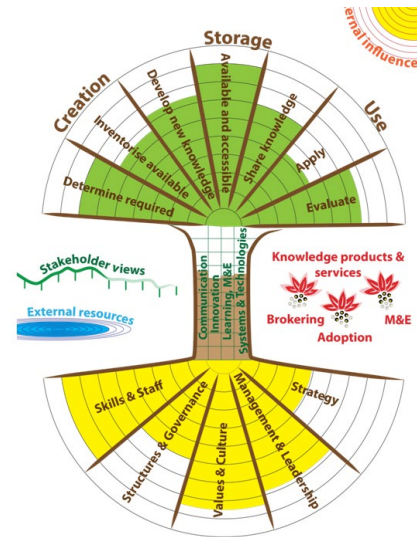 ernal influenc
Storage
Creation
Use
Determine required
Inventorise available
Develop new knowledge
Available and accessible
Share knowledge
Apply
Evaluate
Stakeholder views
External resources
Communication
Innovation
Learning, M&E
Systems & Technologies
Knowledge products &
services
Brokering
Adoption
M&E
Skills & Staff
Structures & Governance
Values & Culture
Management & Leadership
Strategy